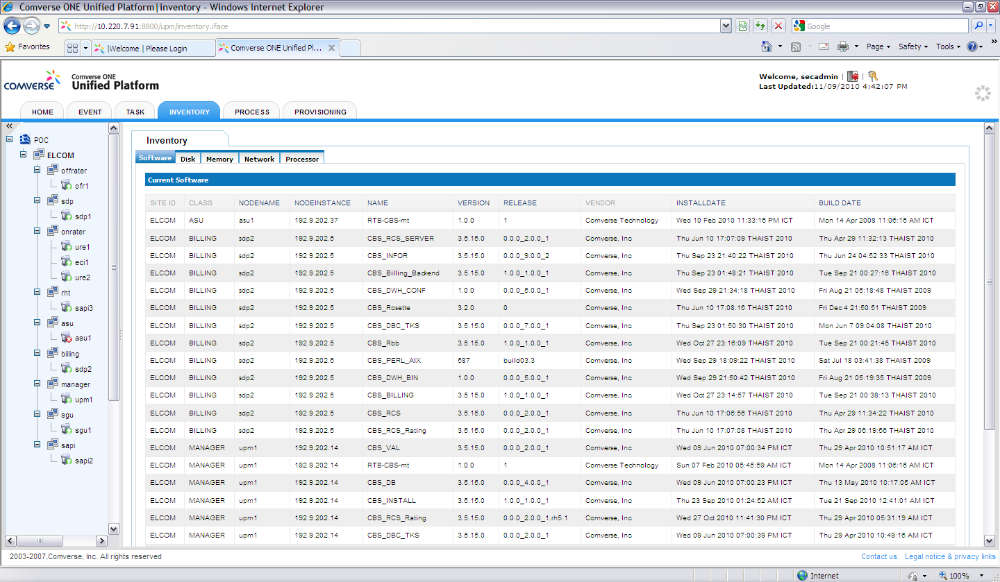 Comverse ONE Unified Platform|inventory - Windows Internet Explorer
http://10.220.7.91:8800/upm/inventory.iface
Google
Favorites
|Welcome | Please Login
Comverse ONE Unified Pl...
Page
Safety
Tools
COMVERSE
Comverse ONE
Unified Platform
Welcome, secadmin
Last Updated:11/09/2010 4:42:07 PM
HOME EVENT TASK INVENTORY PROCESS PROVISIONING
POC
ELCOM
offrater
ofr1
sdp
sdp1
onrater
ure1
eci1
ure2
rht
sapi3
asu
asu1
billing
sdp2
manager
upm1
sgu
sgu1
sapi
sapi2
Inventory
Software Disk Memory Network Processor
Current Software
SITE ID CLASS NODENAME NODEINSTANCE NAME VERSION RELEASE VENDOR INSTALLDATE BUILD DATE
ELCOM ASU asu1 192.9.202.37 RTB-CBS-mt 1.0.0 1 Comverse Technology Wed 10 Feb 2010 11:33:16 PM ICT Mon 14 Apr 2008 11:06:16 AM ICT
ELCOM BILLING sdp2 192.9.202.5 CBS_RCS_SERVER 3.5.15.0 0.0.0_2.0.0_1 Comverse, Inc Thu Jun 10 17:07:09 THAIST 2010 Thu Apr 29 11:32:13 THAIST 2010
ELCOM BILLING sdp2 192.9.202.5 CBS_INFOR 3.5.15.0 0.0.0_9.0.0_2 Comverse, Inc Thu Sep 23 21:40:22 THAIST 2010 Thu Jun 24 04:52:33 THAIST 2010
ELCOM BILLING sdp2 192.9.202.5 CBS_Billing_Backend 3.5.15.0 1.0.0_1.0.0_1 Comverse, Inc Thu Sep 23 01:48:21 THAIST 2010 Tue Sep 21 00:27:16 THAIST 2010
ELCOM BILLING sdp2 192.9.202.5 CBS_DWH_CONF 1.0.0 0.0.0_5.0.0_1 Comverse, Inc Wed Sep 29 21:34:18 THAIST 2010 Fri Aug 21 05:18:48 THAIST 2009
ELCOM BILLING sdp2 192.9.202.5 CBS_Rosette 3.2.0 0 Comverse, Inc Thu Jun 10 17:08:16 THAIST 2010 Fri Dec 4 21:50:51 THAIST 2009
ELCOM BILLING sdp2 192.9.202.5 CBS_DBC_TKS 3.5.15.0 0.0.0_7.0.0_1 Comverse, Inc Thu Sep 23 01:50:30 THAIST 2010 Mon Jun 7 09:04:08 THAIST 2010
ELCOM BILLING sdp2 192.9.202.5 CBS_Rbb 3.5.15.0 1.0.0_1.0.0_1 Comverse, Inc Wed Oct 27 23:16:09 THAIST 2010 Tue Sep 21 00:21:45 THAIST 2010
ELCOM BILLING sdp2 192.9.202.5 CBS_PERL_AIX 587 build03.3 Comverse, Inc Wed Sep 29 18:09:22 THAIST 2010 Sat Jul 18 03:41:38 THAIST 2009
ELCOM BILLING sdp2 192.9.202.5 CBS_DWH_BIN 1.0.0 0.0.0_5.0.0_1 Comverse, Inc Wed Sep 29 21:50:42 THAIST 2010 Fri Aug 21 05:19:35 THAIST 2009
ELCOM BILLING sdp2 192.9.202.5 CBS_BILLING 3.5.15.0 1.0.0_1.0.0_1 Comverse, Inc Wed Oct 27 23:14:57 THAIST 2010 Tue Sep 21 00:38:13 THAIST 2010
ELCOM BILLING sdp2 192.9.202.5 CBS_RCS 3.5.15.0 0.0.0_2.0.0_1 Comverse, Inc Thu Jun 10 17:06:56 THAIST 2010 Thu Apr 29 11:34:22 THAIST 2010
ELCOM BILLING sdp2 192.9.202.5 CBS_RCS_Rating 3.5.15.0 0.0.0_2.0.0_1 Comverse, Inc Thu Jun 10 17:07:08 THAIST 2010 Thu Apr 29 06:19:56 THAIST 2010
ELCOM MANAGER upm1 192.9.202.14 CBS_VAL 3.5.15.0 0.0.0_2.0.0_1 Comverse, Inc Wed 09 Jun 2010 07:00:34 PM ICT Thu 29 Apr 2010 10:51:17 AM ICT
ELCOM MANAGER upm1 192.9.202.14 RTB-CBS-mt 1.0.0 1 Comverse Technology Sun 07 Feb 2010 05:45:59 AM ICT Mon 14 Apr 2008 11:06:16 AM ICT
ELCOM MANAGER upm1 192.9.202.14 CBS_DB 3.5.15.0 0.0.0_4.0.0_1 Comverse, Inc Wed 09 Jun 2010 07:00:23 PM ICT Thu 13 May 2010 10:17:05 AM ICT
ELCOM MANAGER upm1 192.9.202.14 CBS_INSTALL 3.5.15.0 1.0.0_1.0.0_1 Comverse, Inc Thu 23 Sep 2010 01:24:52 AM ICT Tue 21 Sep 2010 12:41:01 AM ICT
ELCOM MANAGER upm1 192.9.202.14 CBS_RCS_Rating 3.5.15.0 0.0.0_2.0.0_1.rh5.1 Comverse, Inc Wed 27 Oct 2010 11:41:30 PM ICT Thu 29 Apr 2010 05:31:19 AM ICT
ELCOM MANAGER upm1 192.9.202.14 CBS_DBC_TKS 3.5.15.0 0.0.0_2.0.0_1 Comverse, Inc Wed 09 Jun 2010 07:00:39 PM ICT Thu 29 Apr 2010 10:49:16 AM ICT
2003-2007,Comverse, Inc. All rights reserved
Contact us Legal notice & privacy links
Internet
100%